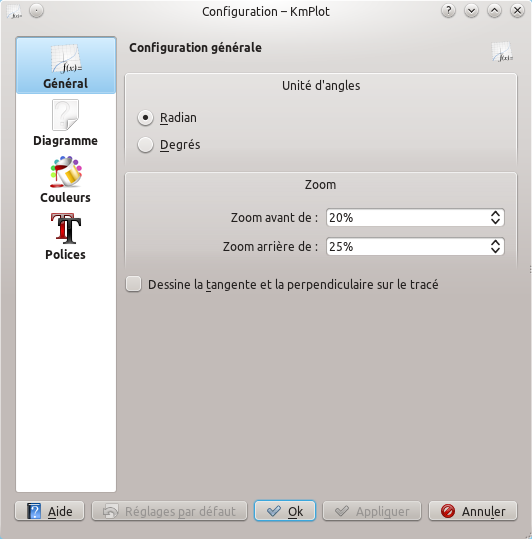 Configuration – KmPlot
f(x)=
Général
Diagramme
Couleurs
Polices
Configuration générale
f(x)=
Unité d'angles
Radian
Degrés
Zoom
Zoom avant de : 20%
Zoom arrière de : 25%
Dessine la tangente et la perpendiculaire sur le tracé
Aide
Réglages par défaut
Ok
Appliquer
Annuler